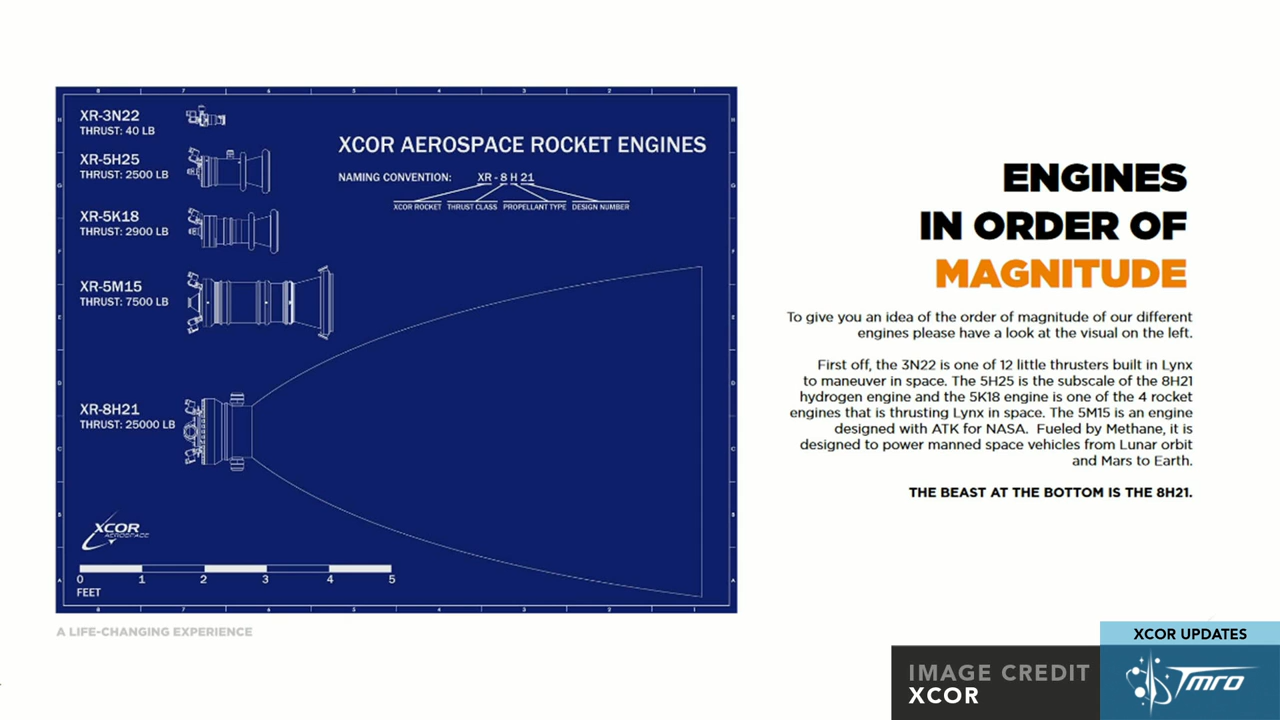 XR-3N22
THRUST: 40 LB
XR-5H25
THRUST: 2500 LB
XR-5K18
THRUST: 2900 LB
XR-5M15
THRUST: 7500 LB
XR-8H21
THRUST: 25000 LB
XCOR AEROSPACE ROCKET ENGINES
NAMING CONVENTION: XR - 8 H 21
XCOR ROCKET THRUST CLASS PROPELLANT TYPE DESIGN NUMBER
XCOR
AEROSPACE
0 1 2 3 4 5
FEET
A LIFE-CHANGING EXPERIENCE
ENGINES
IN ORDER OF
MAGNITUDE
To give you an idea of the order of magnitude of our different
engines please have a look at the visual on the left.
First off, the 3N22 is one of 12 little thrusters built in Lynx
to maneuver in space. The 5H25 is the subscale of the 8H21
hydrogen engine and the 5K18 engine is one of the 4 rocket
engines that is thrusting Lynx in space. The 5M15 is an engine
designed with ATK for NASA. Fueled by Methane, it is
designed to power manned space vehicles from Lunar orbit
and Mars to Earth.
THE BEAST AT THE BOTTOM IS THE 8H21.
XCOR UPDATES
IMAGE CREDIT
XCOR
TMRO